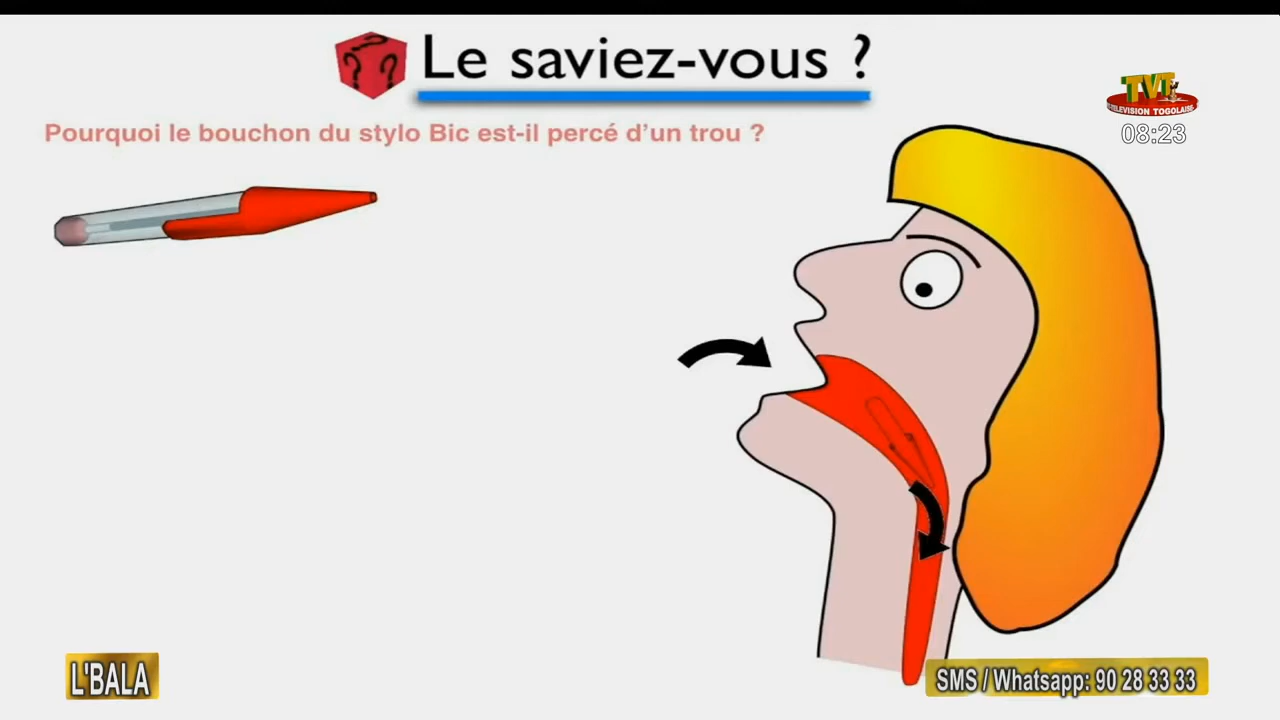 Le saviez-vous ?
Pourquoi le bouchon du stylo Bic est-il percé d'un trou ?
TVT
TELEVISION TOGOLAISE
08:23
L'BALA
SMS / Whatsapp: 90 28 33 33